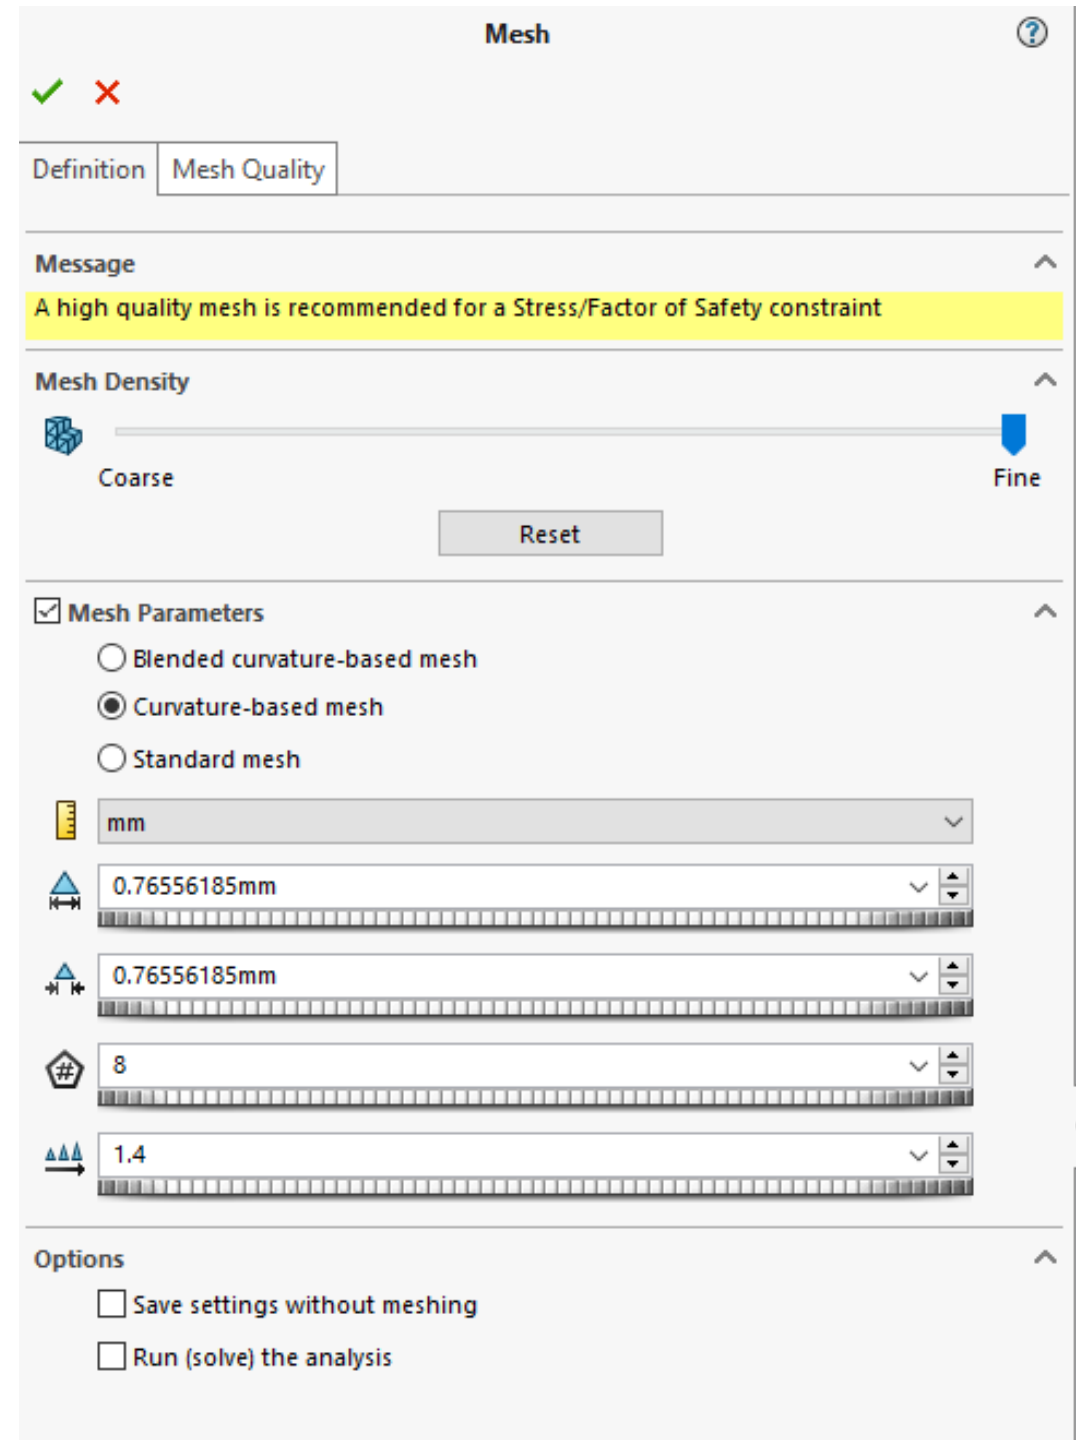 Mesh
?
Definition
Mesh Quality
Message
A high quality mesh is recommended for a Stress/Factor of Safety constraint
Mesh Density
Coarse
Fine
Reset
Mesh Parameters
Blended curvature-based mesh
Curvature-based mesh
Standard mesh
mm
0.76556185mm
0.76556185mm
#
8
1.4
Options
Save settings without meshing
Run (solve) the analysis